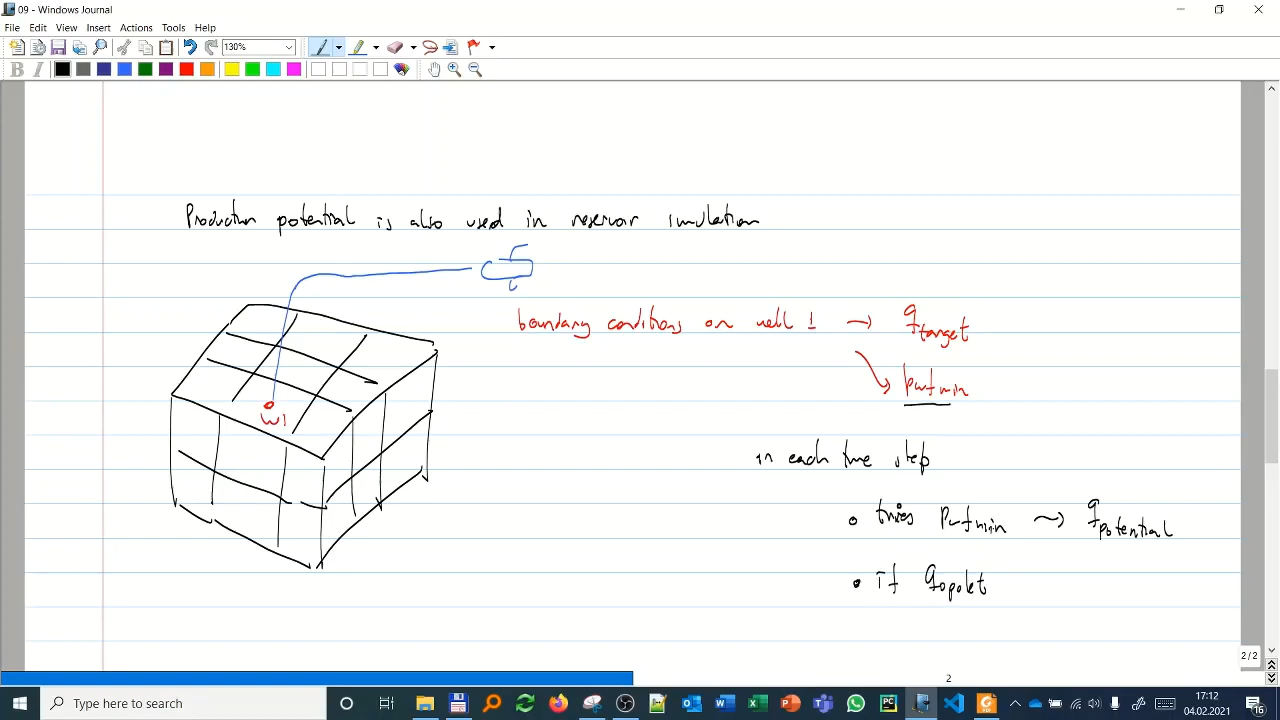 09 - Windows Journal
File Edit View Insert Actions Tools Help
130%
B I
Production potential is also used in reservoir simulation
boundary conditions on well 1 → qtarget
pwfmin
W1
in each time step
• tries Pwfmin → qpotential
• if qopotet
2/2
2
Type here to search
17:12
04.02.2021
16